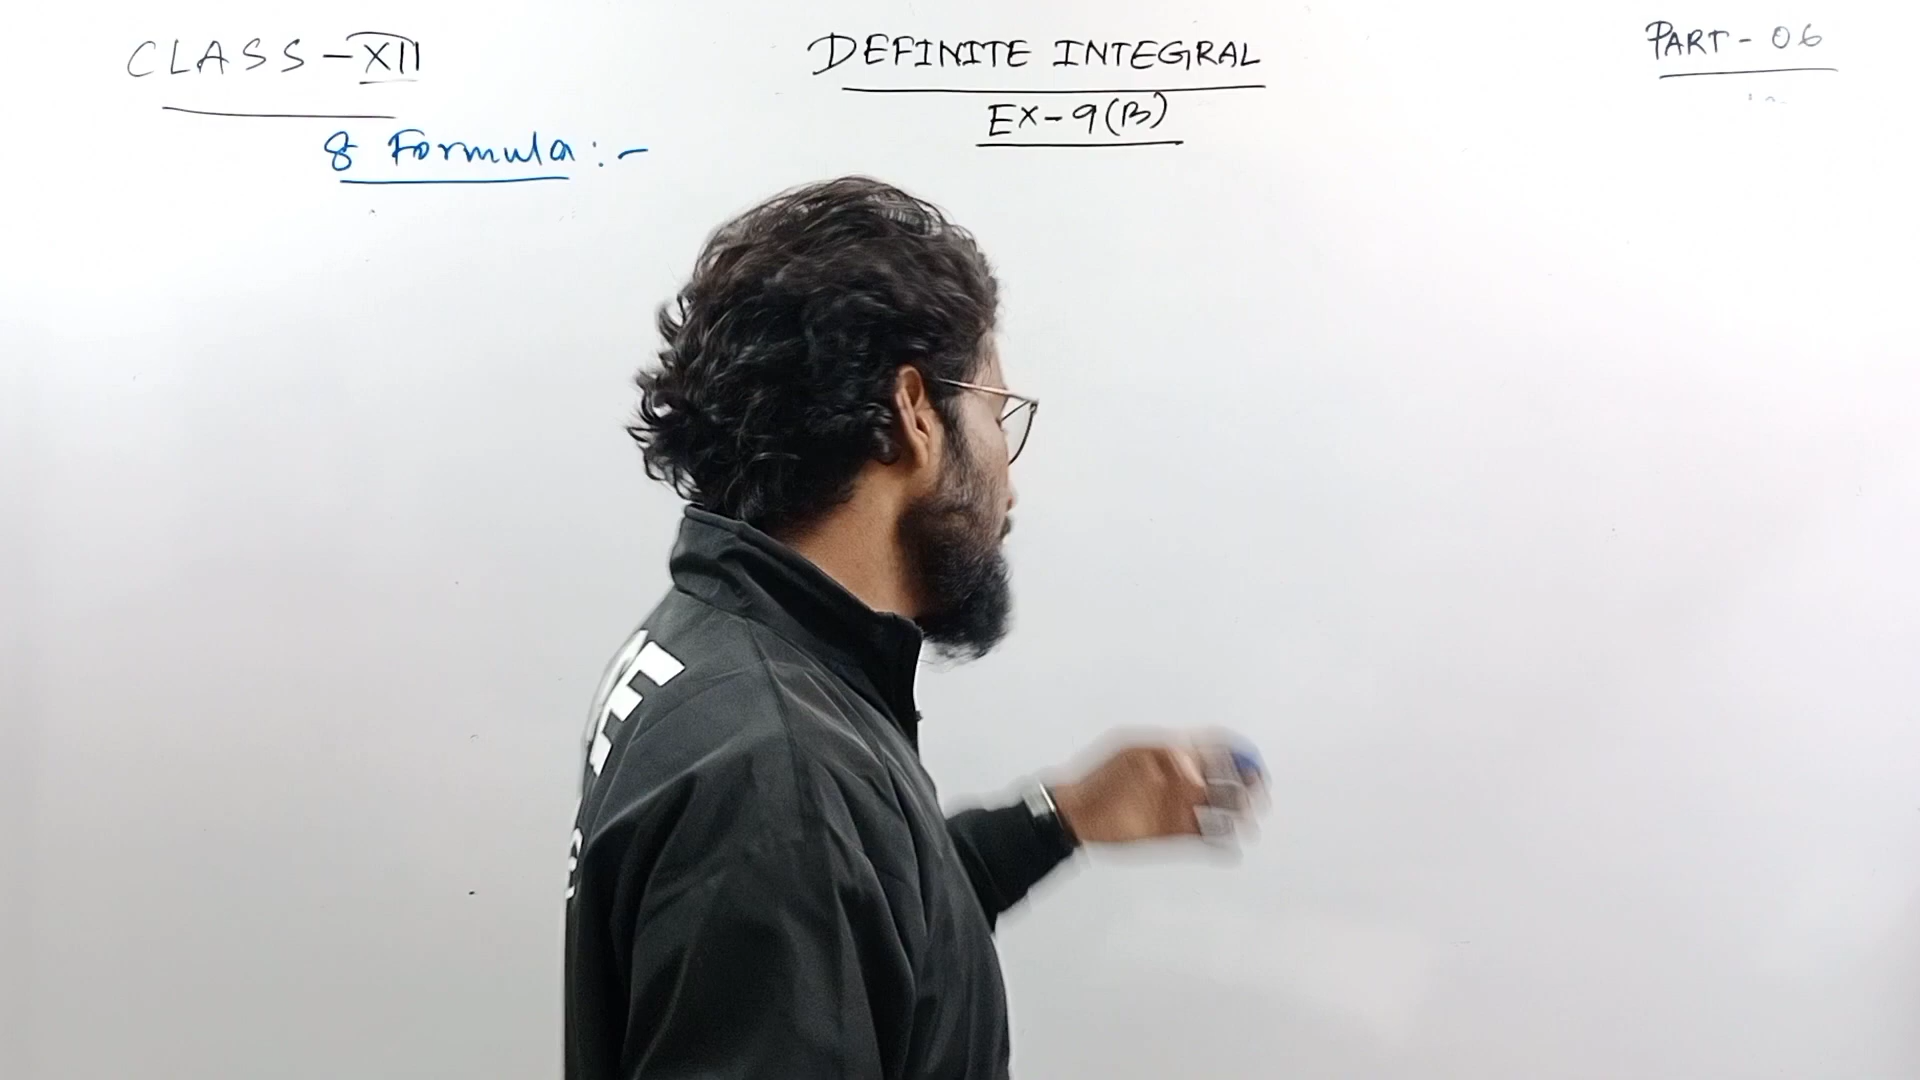 CLASS - XII
DEFINITE INTEGRAL
PART - 06
EX - 9(B)
8 Formula :-